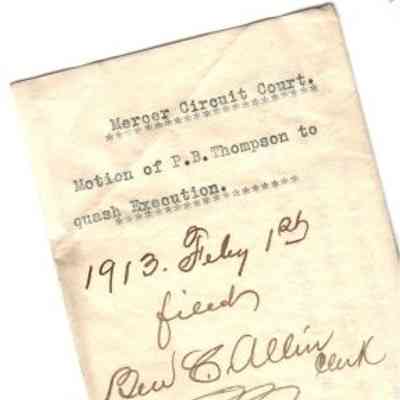 Mercer Circuit Court.
****************
Motion of P.B.Thompson to
quash Execution.
******************
1913. Feby 1st
filed
Ben C. Allin
Clerk